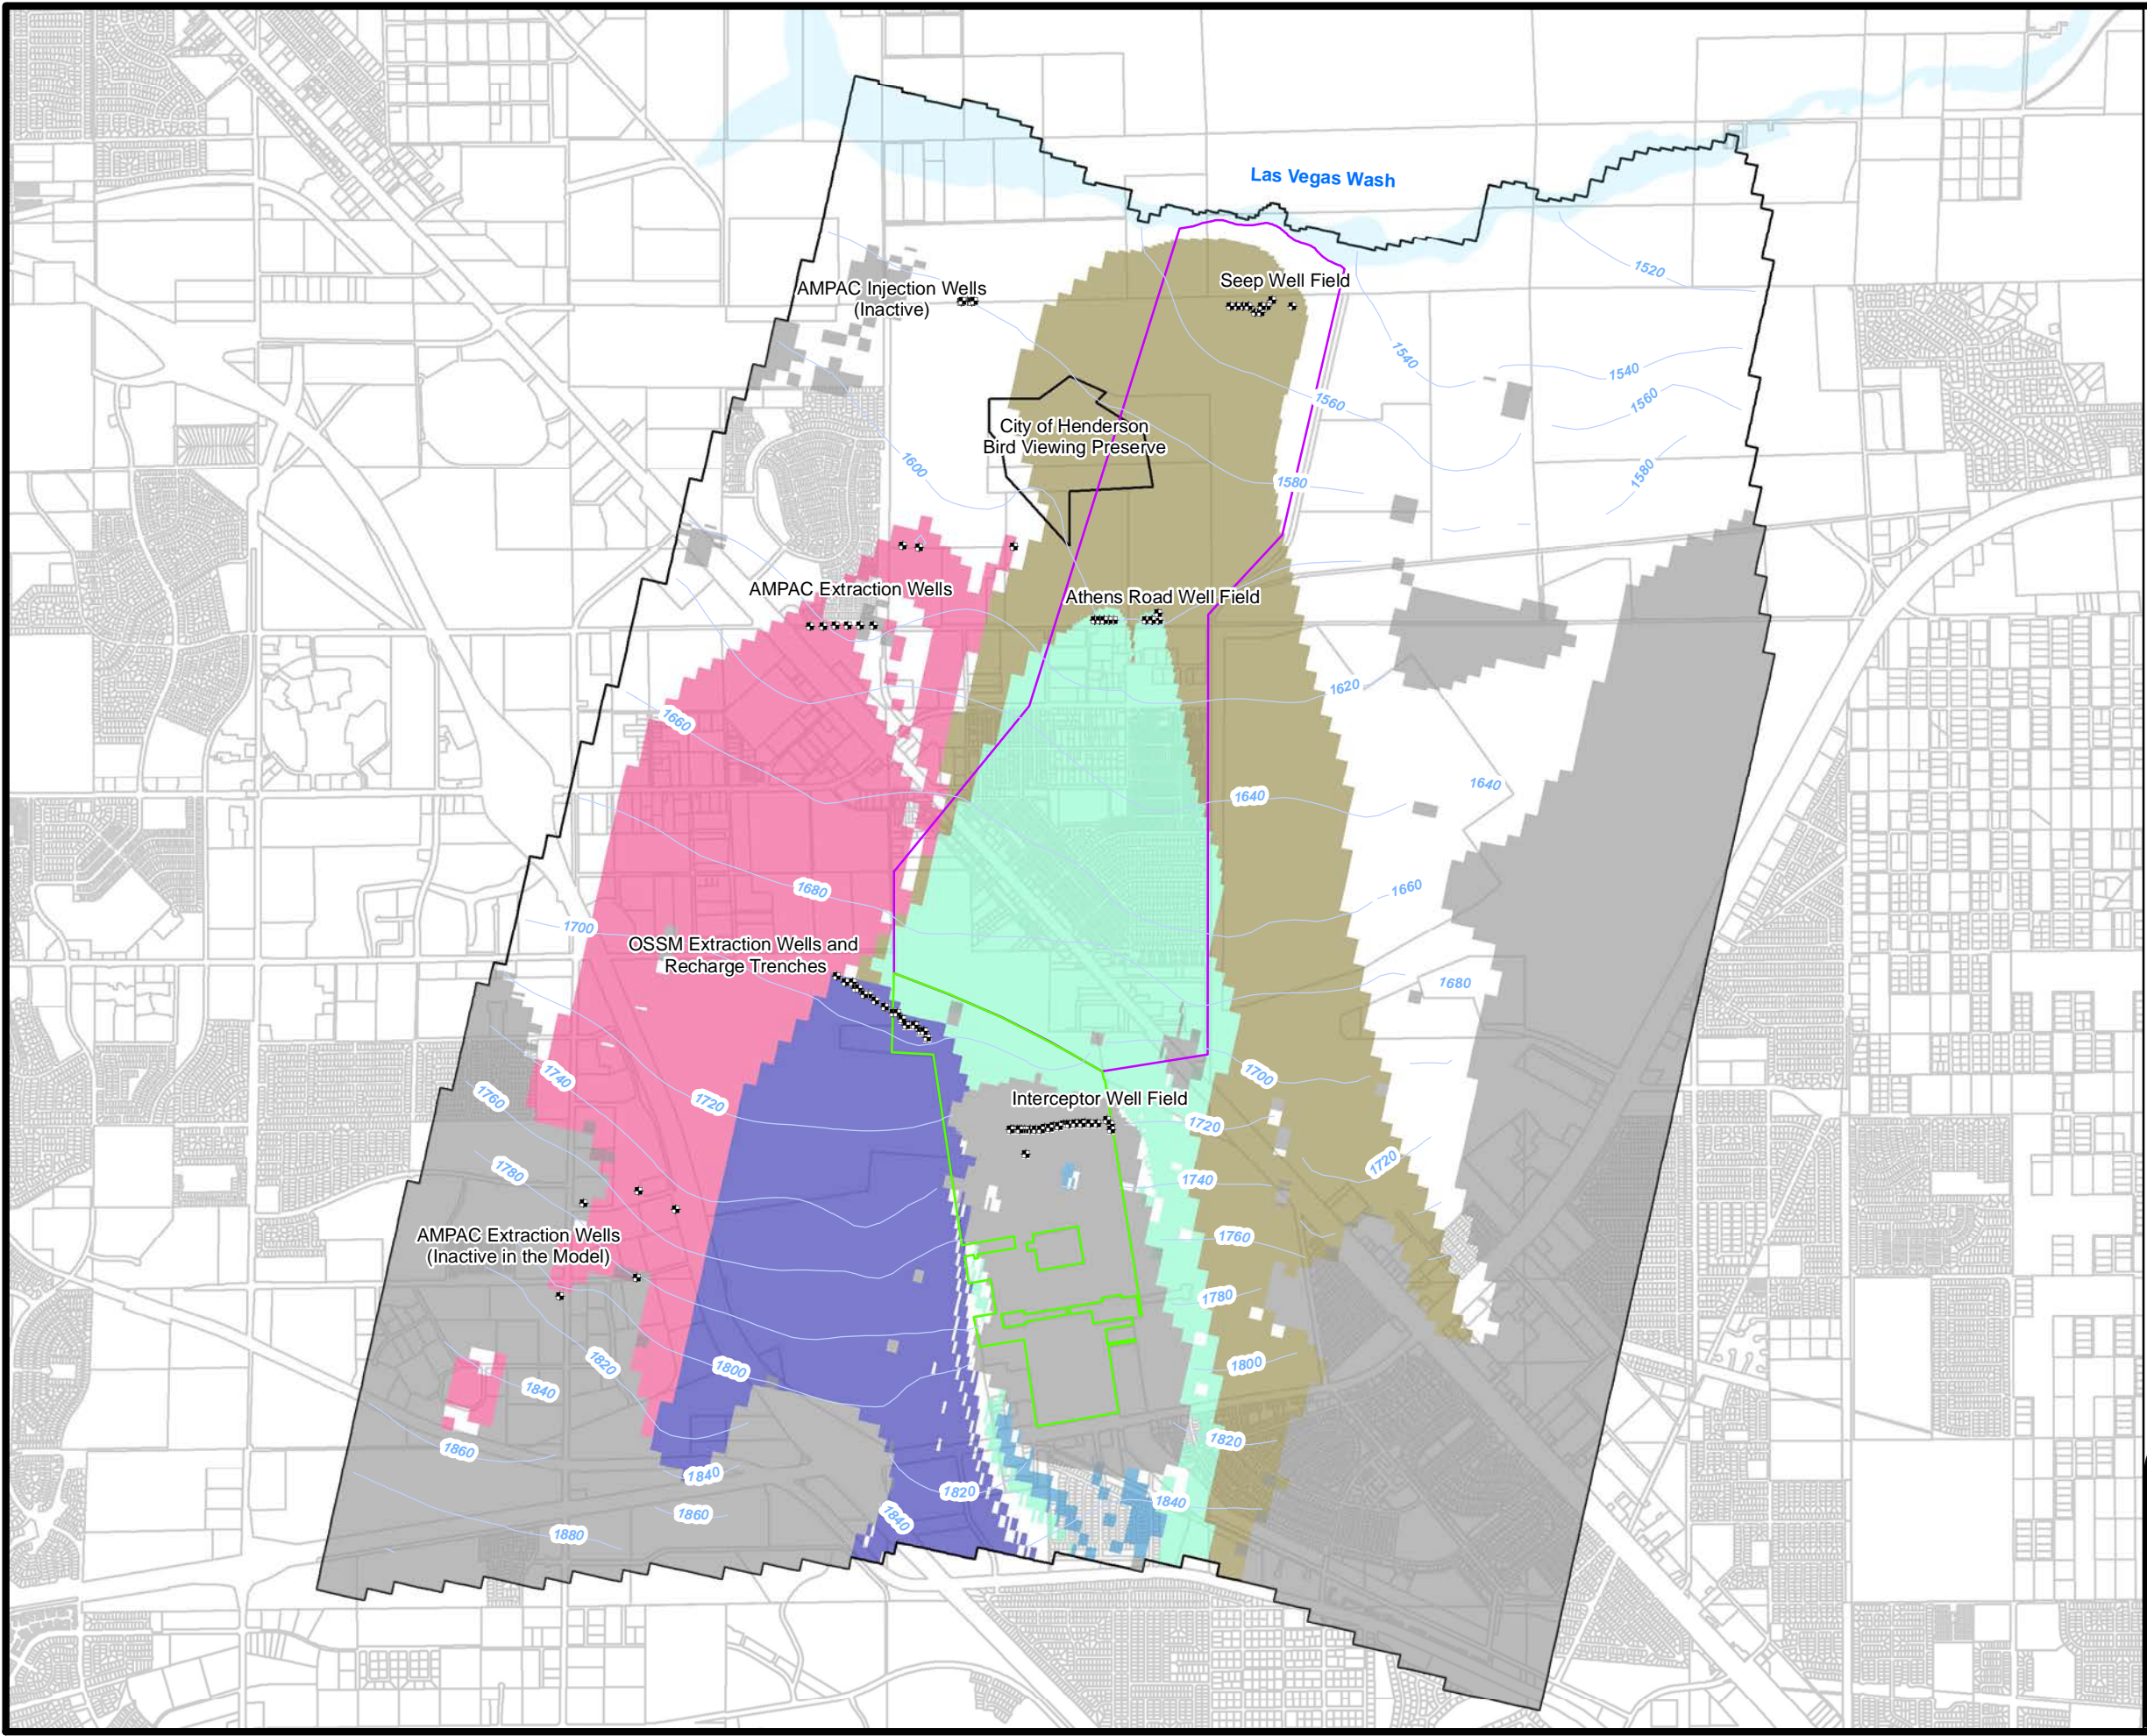 Las Vegas Wash
1520
Seep Well Field
AMPAC Injection Wells
(Inactive)
1540
1540
1560
1560
City of Henderson
Bird Viewing Preserve
1600
1580
1580
AMPAC Extraction Wells
Athens Road Well Field
1620
1660
1640
1640
1680
1660
1700
OSSM Extraction Wells and
Recharge Trenches
1680
1740
1700
1760
1720
Interceptor Well Field
1720
1720
1780
1740
AMPAC Extraction Wells
(Inactive in the Model)
1760
1780
1820
1800
1800
1840
1860
1820
1840
1820
1840
1860
1840
1880